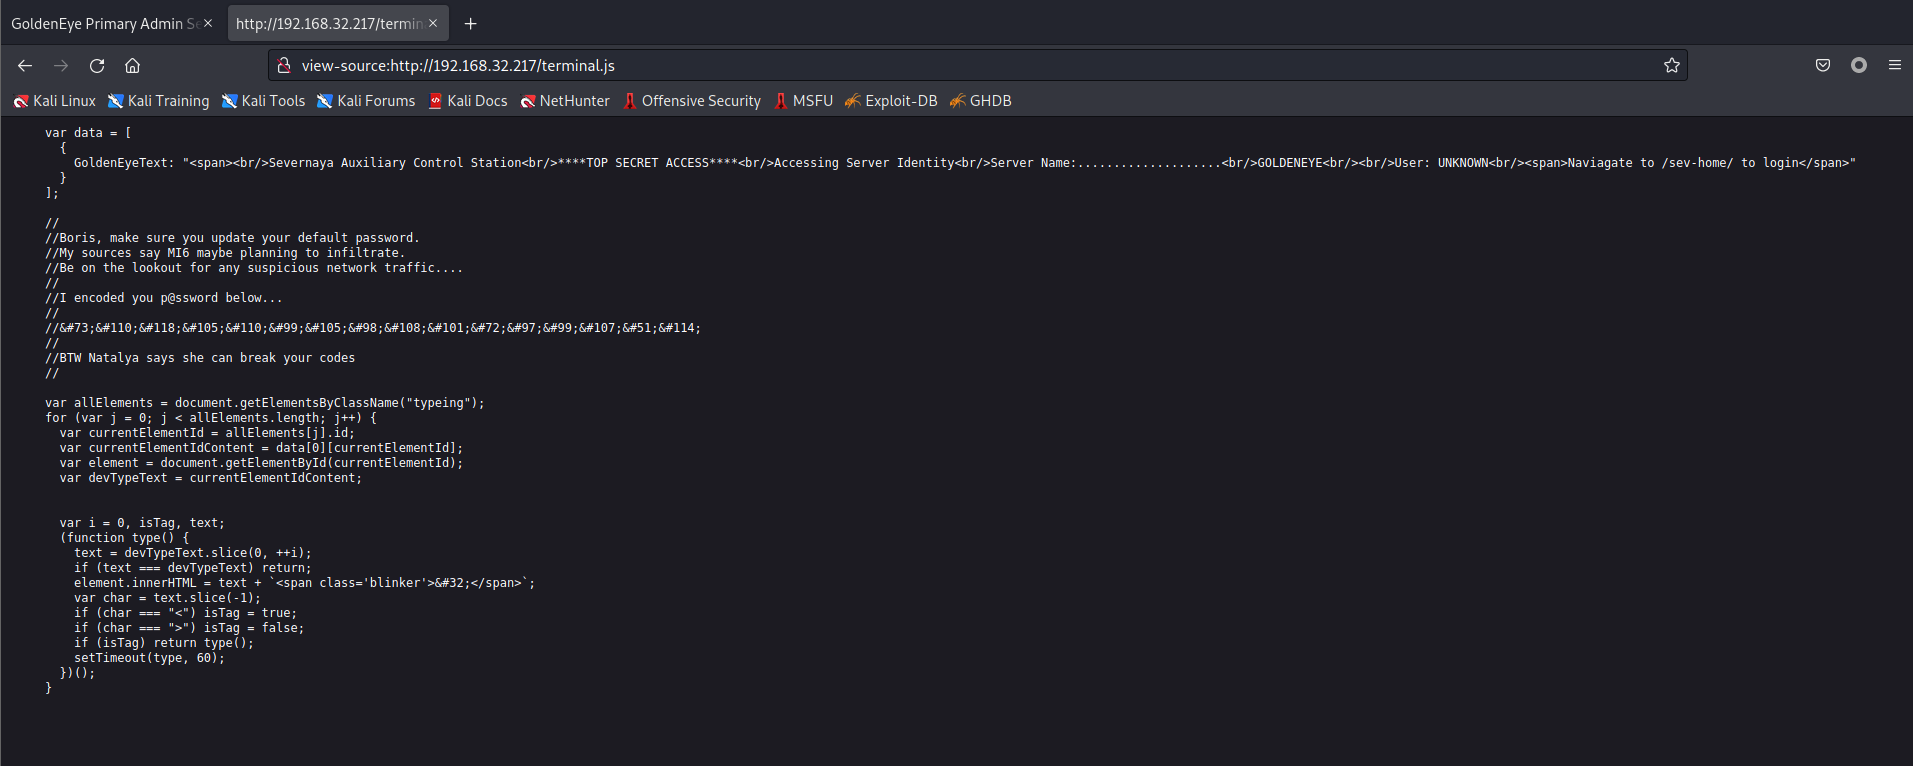 GoldenEye Primary Admin Se
http://192.168.32.217/termin
view-source:http://192.168.32.217/terminal.js
Kali Linux Kali Training Kali Tools Kali Forums Kali Docs NetHunter Offensive Security MSFU Exploit-DB GHDB
var data = [
  {
    GoldenEyeText: "<span><br/>Severnaya Auxiliary Control Station<br/>****TOP SECRET ACCESS****<br/>Accessing Server Identity<br/>Server Name:....................<br/>GOLDENEYE<br/><br/>User: UNKNOWN<br/><span>Naviagate to /sev-home/ to login</span>"
  }
];
//
//Boris, make sure you update your default password.
//My sources say MI6 maybe planning to infiltrate.
//Be on the lookout for any suspicious network traffic....
//
//I encoded you p@ssword below...
//
//&#73;&#110;&#118;&#105;&#110;&#99;&#105;&#98;&#108;&#101;&#72;&#97;&#99;&#107;&#51;&#114;
//
//BTW Natalya says she can break your codes
//
var allElements = document.getElementsByClassName("typeing");
for (var j = 0; j < allElements.length; j++) {
  var currentElementId = allElements[j].id;
  var currentElementIdContent = data[0][currentElementId];
  var element = document.getElementById(currentElementId);
  var devTypeText = currentElementIdContent;
  var i = 0, isTag, text;
  (function type() {
    text = devTypeText.slice(0, ++i);
    if (text === devTypeText) return;
    element.innerHTML = text + `<span class='blinker'>&#32;</span>`;
    var char = text.slice(-1);
    if (char === "<") isTag = true;
    if (char === ">") isTag = false;
    if (isTag) return type();
    setTimeout(type, 60);
  })();
}